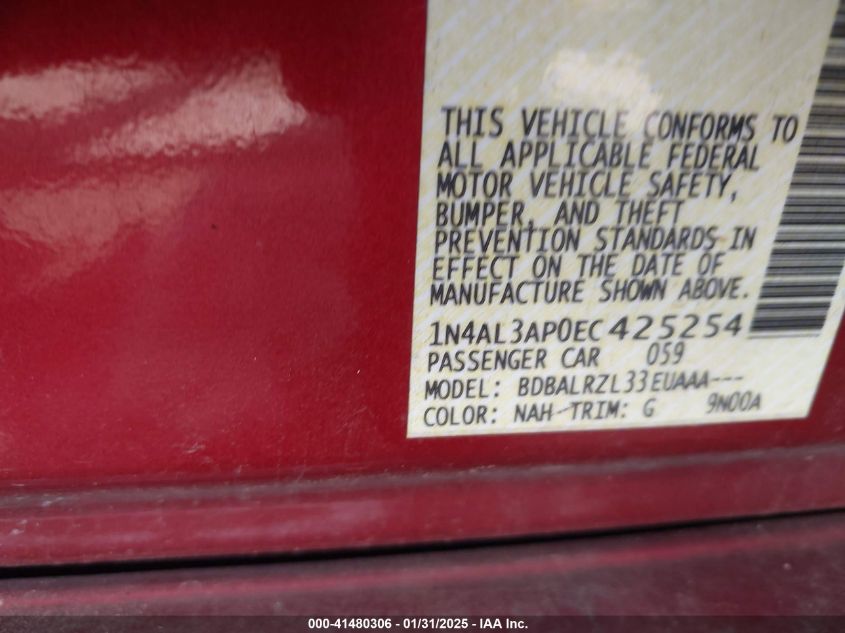 THIS VEHICLE CONFORMS TO
ALL APPLICABLE FEDERAL
MOTOR VEHICLE SAFETY,
BUMPER, AND THEFT
PREVENTION STANDARDS IN
EFFECT ON THE DATE OF
MANUFACTURE SHOWN ABOVE.
1N4AL3AP0EC425254
PASSENGER CAR 059
MODEL: BDBALRZL33EUAAA---
COLOR: NAH-TRIM: G 9N00A
000-41480306 - 01/31/2025 - IAA Inc.